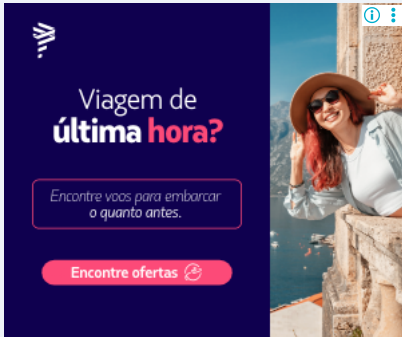 Viagem de
última hora?
Encontre voos para embarcar
o quanto antes.
Encontre ofertas